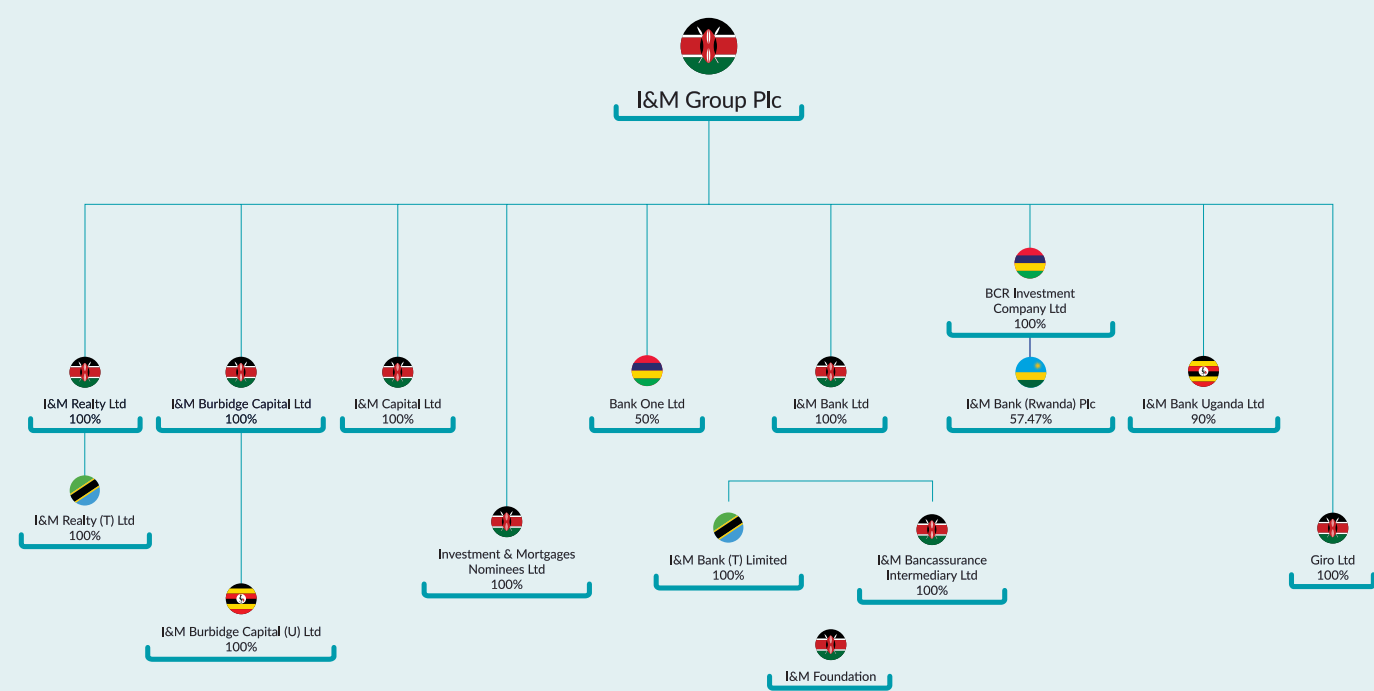 I&M Group Plc
BCR Investment
Company Ltd
100%
I&M Realty Ltd
100%
I&M Burbidge Capital Ltd
100%
I&M Capital Ltd
100%
Bank One Ltd
50%
I&M Bank Ltd
100%
I&M Bank (Rwanda) Plc
57.47%
I&M Bank Uganda Ltd
90%
I&M Realty (T) Ltd
100%
Investment & Mortgages
Nominees Ltd
100%
I&M Bank (T) Limited
100%
I&M Bancassurance
Intermediary Ltd
100%
Giro Ltd
100%
I&M Burbidge Capital (U) Ltd
100%
I&M Foundation